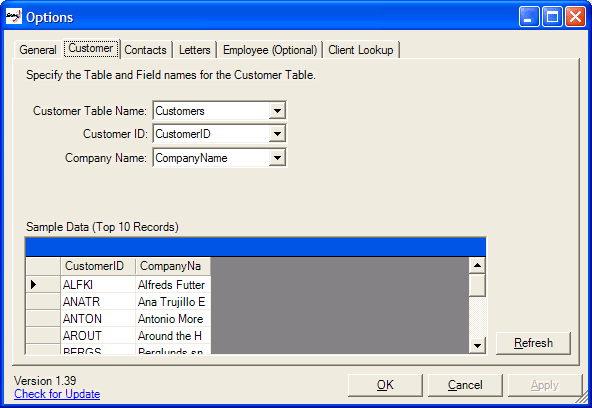 Options
General Customer Contacts Letters Employee (Optional) Client Lookup
Specify the Table and Field names for the Customer Table.
Customer Table Name: Customers
Customer ID: CustomerID
Company Name: CompanyName
Sample Data (Top 10 Records)
CustomerID CompanyNa
ALFKI Alfreds Futter
ANATR Ana Trujillo E
ANTON Antonio More
AROUT Around the H
BERGS Berglunds sn
Refresh
Version 1.39
Check for Update
OK Cancel Apply